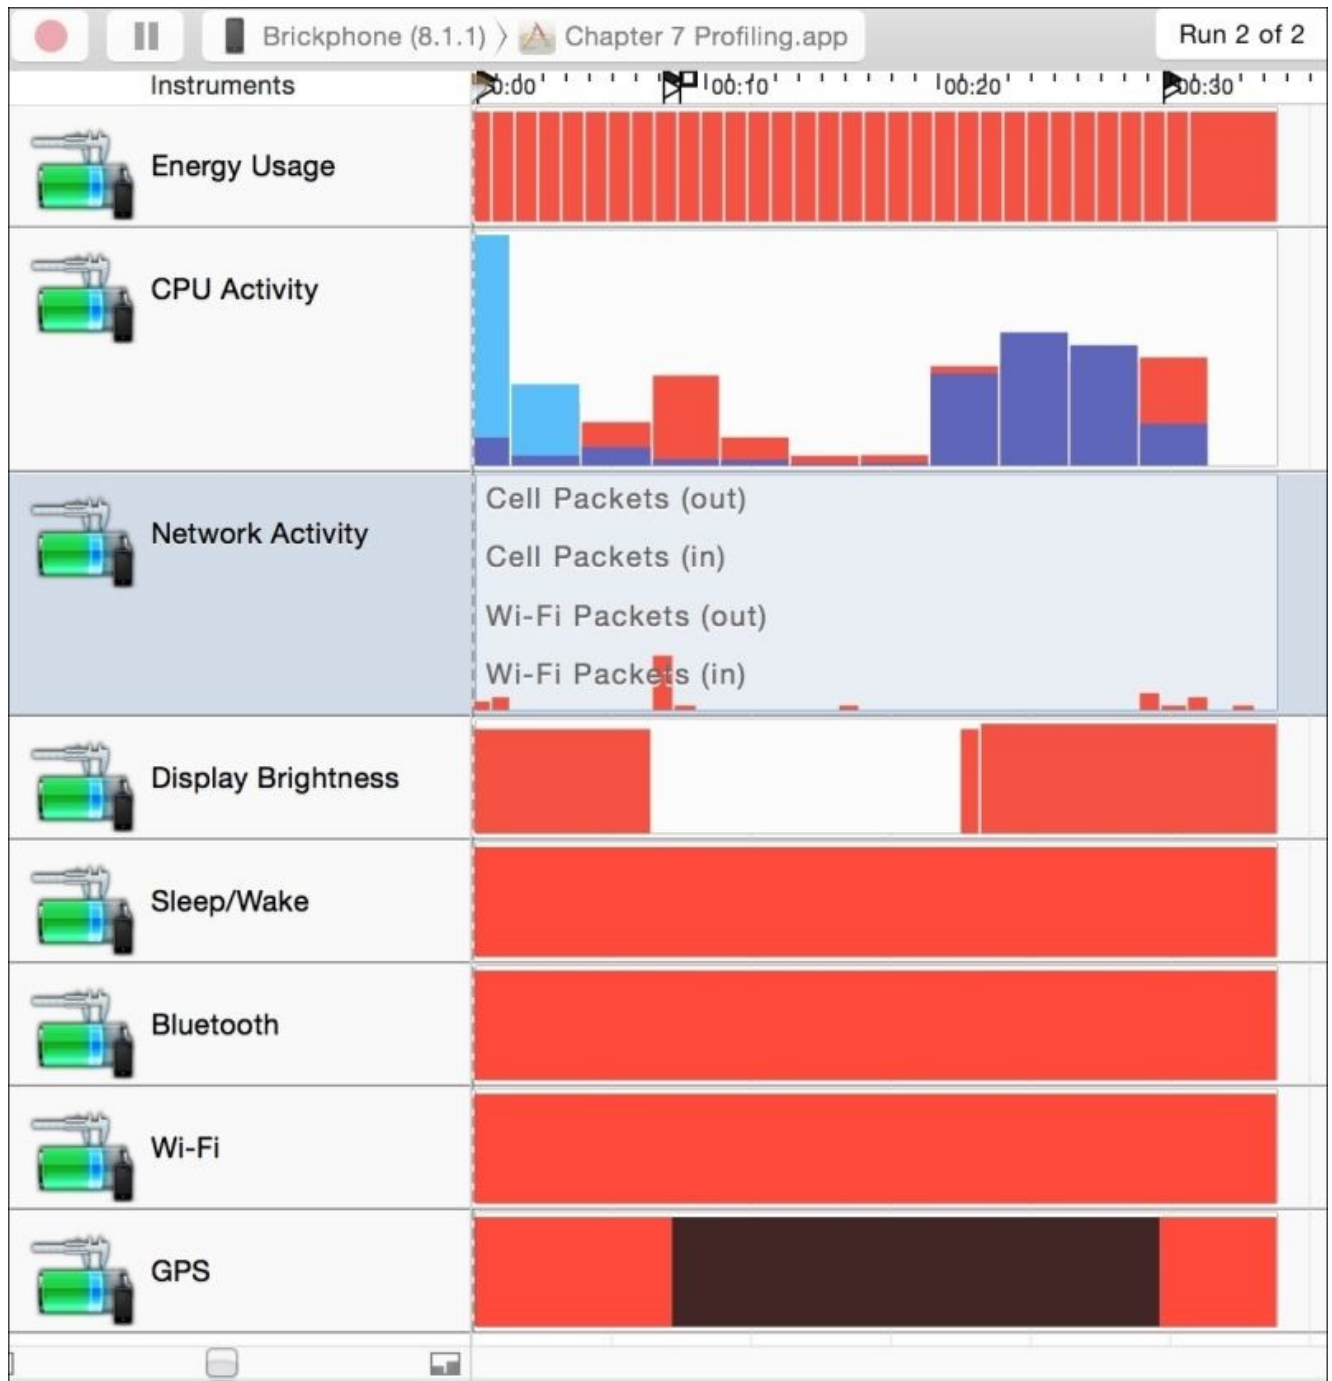 Brickphone (8.1.1) Chapter 7 Profiling.app Run 2 of 2
Instruments 0:00 00:10 00:20 00:30
Energy Usage
CPU Activity
Network Activity
Cell Packets (out)
Cell Packets (in)
Wi-Fi Packets (out)
Wi-Fi Packets (in)
Display Brightness
Sleep/Wake
Bluetooth
Wi-Fi
GPS